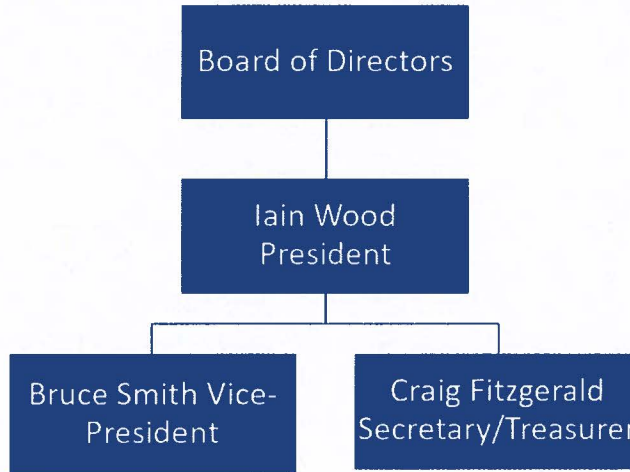 Board of Directors
Iain Wood
President
Bruce Smith Vice-
President
Craig Fitzgerald
Secretary/Treasurer